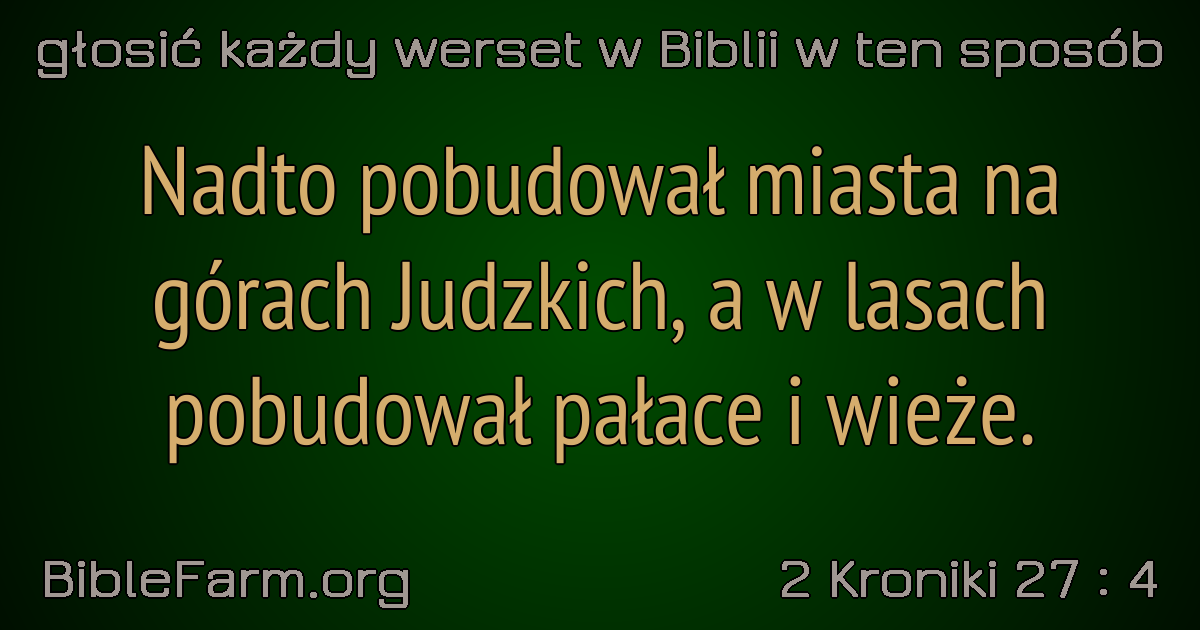 głosić każdy werset w Biblii w ten sposób
Nadto pobudował miasta na
górach Judzkich, a w lasach
pobudował pałace i wieże.
BibleFarm.org
2 Kroniki 27 : 4